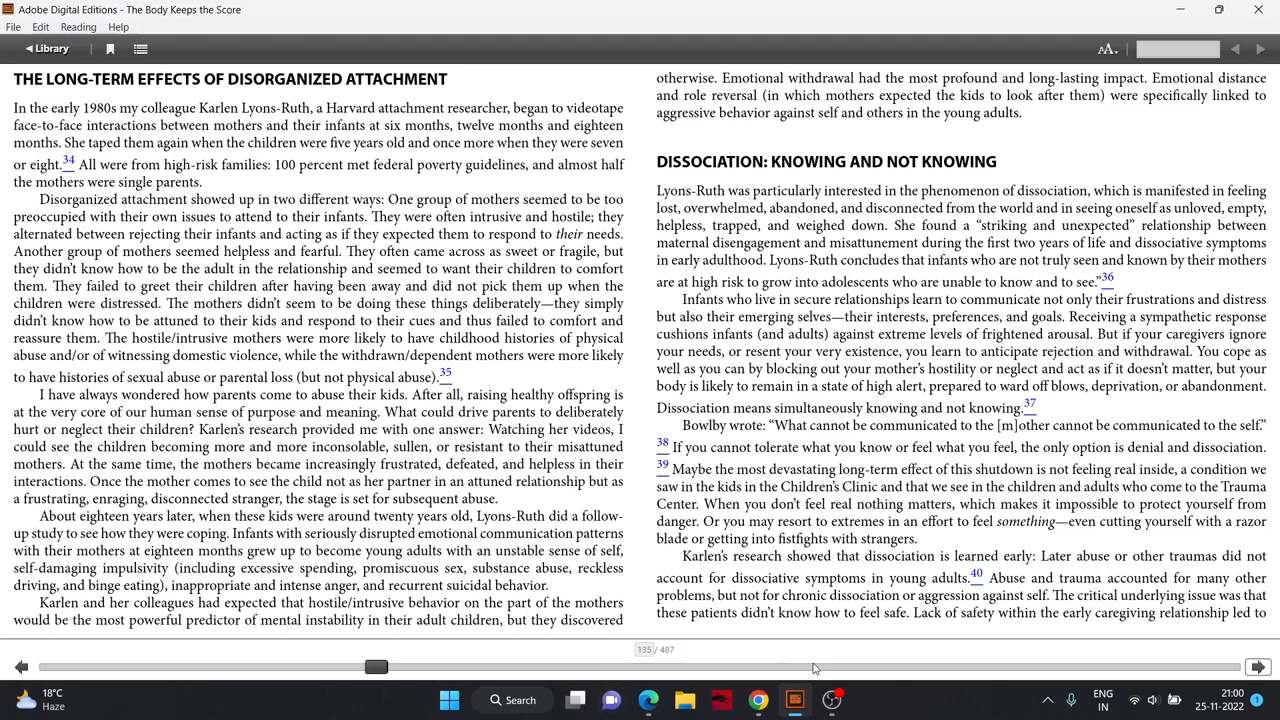 Adobe Digital Editions - The Body Keeps the Score
File Edit Reading Help
Library
AA
THE LONG-TERM EFFECTS OF DISORGANIZED ATTACHMENT
In the early 1980s my colleague Karlen Lyons-Ruth, a Harvard attachment researcher, began to videotape
face-to-face interactions between mothers and their infants at six months, twelve months and eighteen
months. She taped them again when the children were five years old and once more when they were seven
or eight.34 All were from high-risk families: 100 percent met federal poverty guidelines, and almost half
the mothers were single parents.
Disorganized attachment showed up in two different ways: One group of mothers seemed to be too
preoccupied with their own issues to attend to their infants. They were often intrusive and hostile; they
alternated between rejecting their infants and acting as if they expected them to respond to their needs.
Another group of mothers seemed helpless and fearful. They often came across as sweet or fragile, but
they didn't know how to be the adult in the relationship and seemed to want their children to comfort
them. They failed to greet their children after having been away and did not pick them up when the
children were distressed. The mothers didn't seem to be doing these things deliberately—they simply
didn't know how to be attuned to their kids and respond to their cues and thus failed to comfort and
reassure them. The hostile/intrusive mothers were more likely to have childhood histories of physical
abuse and/or of witnessing domestic violence, while the withdrawn/dependent mothers were more likely
to have histories of sexual abuse or parental loss (but not physical abuse).35
I have always wondered how parents come to abuse their kids. After all, raising healthy offspring is
at the very core of our human sense of purpose and meaning. What could drive parents to deliberately
hurt or neglect their children? Karlen's research provided me with one answer: Watching her videos, I
could see the children becoming more and more inconsolable, sullen, or resistant to their misattuned
mothers. At the same time, the mothers became increasingly frustrated, defeated, and helpless in their
interactions. Once the mother comes to see the child not as her partner in an attuned relationship but as
a frustrating, enraging, disconnected stranger, the stage is set for subsequent abuse.
About eighteen years later, when these kids were around twenty years old, Lyons-Ruth did a follow-
up study to see how they were coping. Infants with seriously disrupted emotional communication patterns
with their mothers at eighteen months grew up to become young adults with an unstable sense of self,
self-damaging impulsivity (including excessive spending, promiscuous sex, substance abuse, reckless
driving, and binge eating), inappropriate and intense anger, and recurrent suicidal behavior.
Karlen and her colleagues had expected that hostile/intrusive behavior on the part of the mothers
would be the most powerful predictor of mental instability in their adult children, but they discovered
otherwise. Emotional withdrawal had the most profound and long-lasting impact. Emotional distance
and role reversal (in which mothers expected the kids to look after them) were specifically linked to
aggressive behavior against self and others in the young adults.
DISSOCIATION: KNOWING AND NOT KNOWING
Lyons-Ruth was particularly interested in the phenomenon of dissociation, which is manifested in feeling
lost, overwhelmed, abandoned, and disconnected from the world and in seeing oneself as unloved, empty,
helpless, trapped, and weighed down. She found a “striking and unexpected” relationship between
maternal disengagement and misattunement during the first two years of life and dissociative symptoms
in early adulthood. Lyons-Ruth concludes that infants who are not truly seen and known by their mothers
are at high risk to grow into adolescents who are unable to know and to see.”36
Infants who live in secure relationships learn to communicate not only their frustrations and distress
but also their emerging selves—their interests, preferences, and goals. Receiving a sympathetic response
cushions infants (and adults) against extreme levels of frightened arousal. But if your caregivers ignore
your needs, or resent your very existence, you learn to anticipate rejection and withdrawal. You cope as
well as you can by blocking out your mother's hostility or neglect and act as if it doesn't matter, but your
body is likely to remain in a state of high alert, prepared to ward off blows, deprivation, or abandonment.
Dissociation means simultaneously knowing and not knowing.37
Bowlby wrote: “What cannot be communicated to the [m]other cannot be communicated to the self.”
38 If you cannot tolerate what you know or feel what you feel, the only option is denial and dissociation.
39 Maybe the most devastating long-term effect of this shutdown is not feeling real inside, a condition we
saw in the kids in the Children's Clinic and that we see in the children and adults who come to the Trauma
Center. When you don't feel real nothing matters, which makes it impossible to protect yourself from
danger. Or you may resort to extremes in an effort to feel something—even cutting yourself with a razor
blade or getting into fistfights with strangers.
Karlen's research showed that dissociation is learned early: Later abuse or other traumas did not
account for dissociative symptoms in young adults.40 Abuse and trauma accounted for many other
problems, but not for chronic dissociation or aggression against self. The critical underlying issue was that
these patients didn't know how to feel safe. Lack of safety within the early caregiving relationship led to
135 / 487
18°C
Haze
Search
ENG
IN
21:00
25-11-2022
1